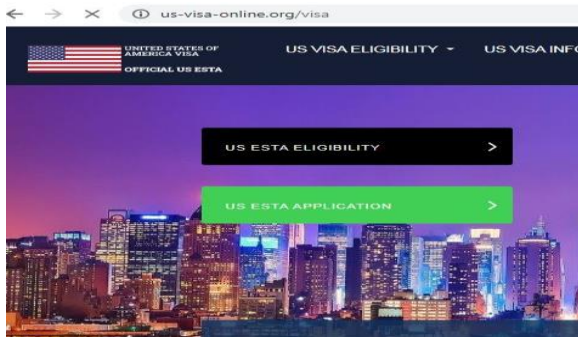 us-visa-online.org/visa
UNITED STATES OF
AMERICA VISA
OFFICIAL US ESTA
US VISA ELIGIBILITY
US VISA INFO
US ESTA ELIGIBILITY
US ESTA APPLICATION